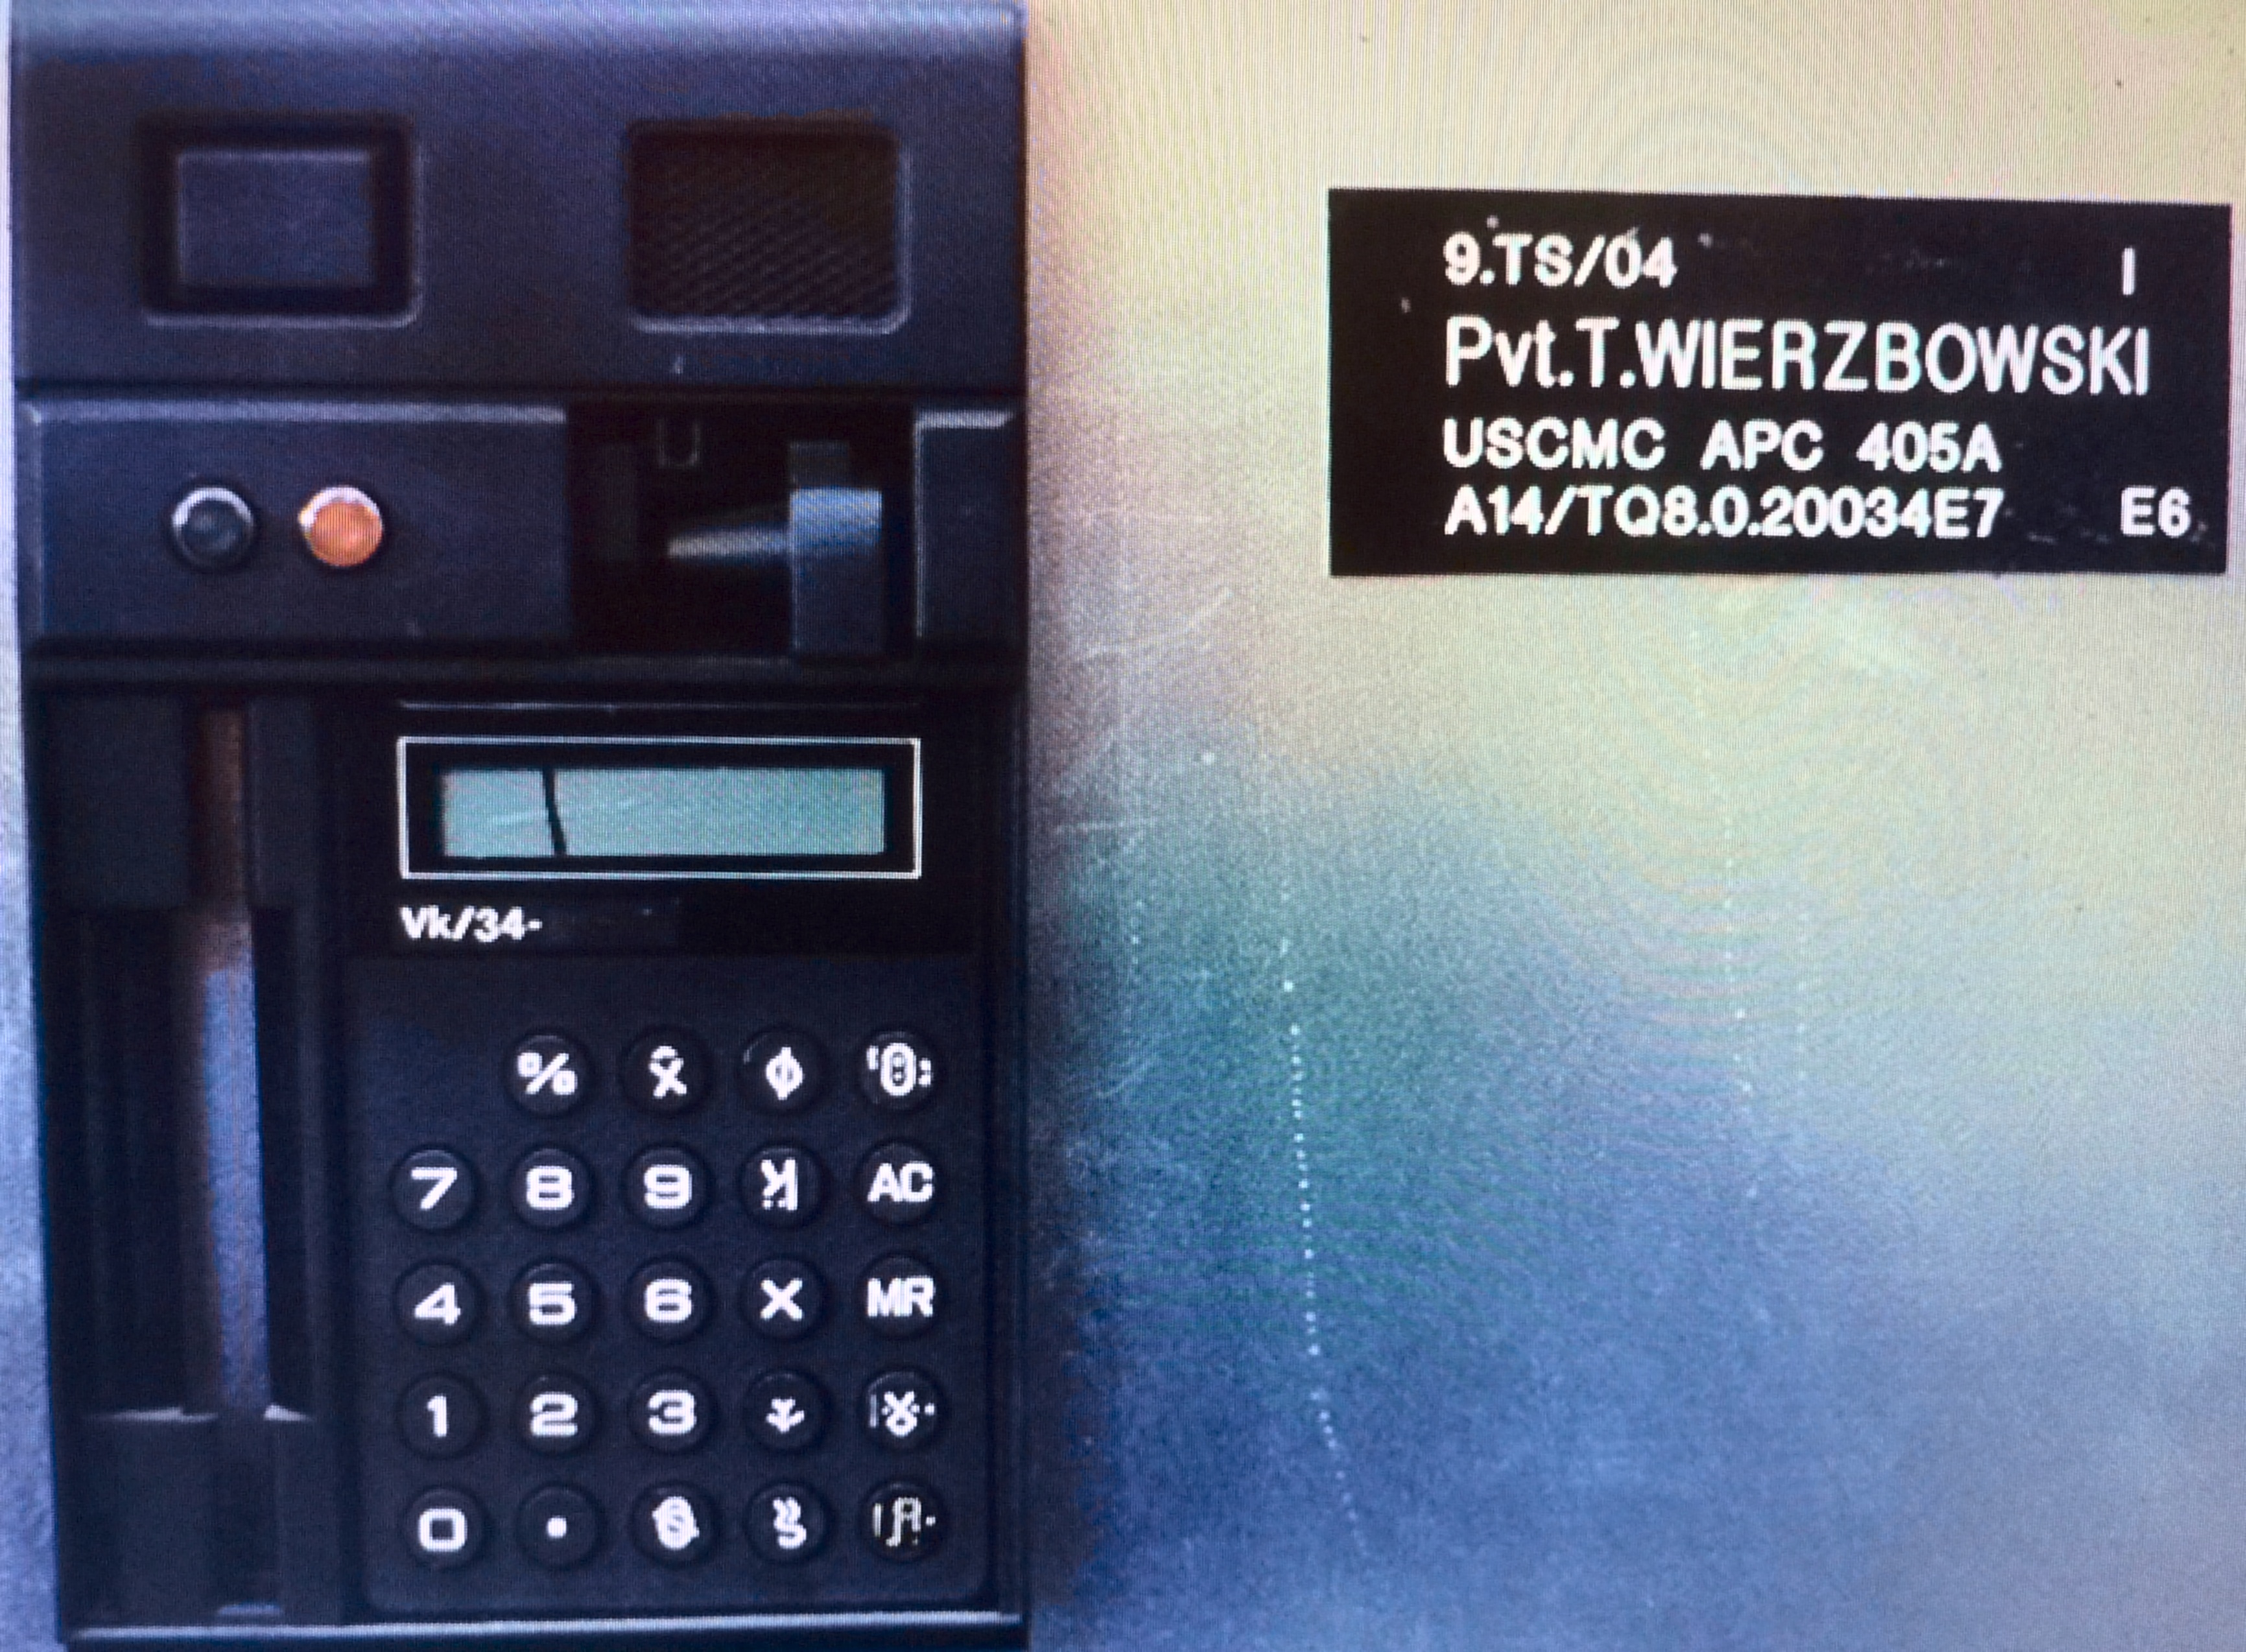 9.TS/04 I
Pvt.T.WIERZBOWSKI
USCMC APC 405A
A14/TQ8.0.20034E7 E6
Vk/34-
%
7 8 9 AC
4 5 6 X MR
1 2 3
0 .